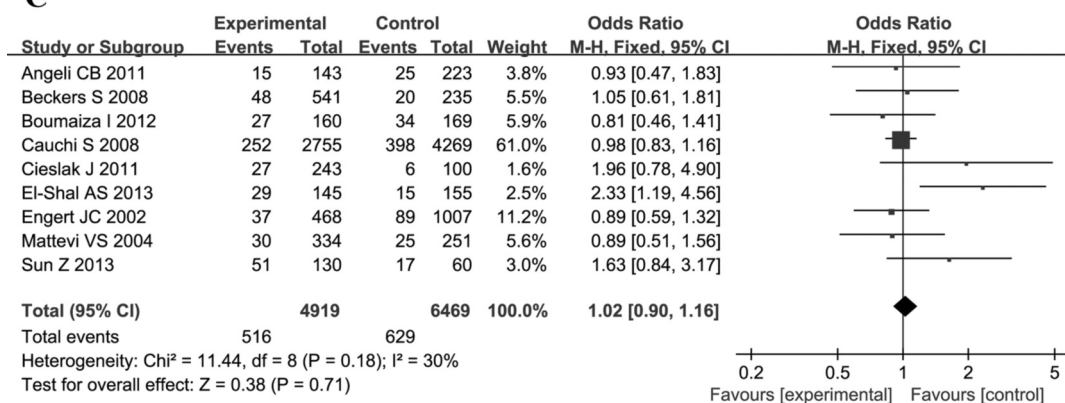 C
Experimental Control Odds Ratio Odds Ratio
Study or Subgroup Events Total Events Total Weight M-H, Fixed, 95% CI M-H, Fixed, 95% CI
Angeli CB 2011 15 143 25 223 3.8% 0.93 [0.47, 1.83]
Beckers S 2008 48 541 20 235 5.5% 1.05 [0.61, 1.81]
Boumaiza I 2012 27 160 34 169 5.9% 0.81 [0.46, 1.41]
Cauchi S 2008 252 2755 398 4269 61.0% 0.98 [0.83, 1.16]
Cieslak J 2011 27 243 6 100 1.6% 1.96 [0.78, 4.90]
El-Shal AS 2013 29 145 15 155 2.5% 2.33 [1.19, 4.56]
Engert JC 2002 37 468 89 1007 11.2% 0.89 [0.59, 1.32]
Mattevi VS 2004 30 334 25 251 5.6% 0.89 [0.51, 1.56]
Sun Z 2013 51 130 17 60 3.0% 1.63 [0.84, 3.17]
Total (95% CI) 4919 6469 100.0% 1.02 [0.90, 1.16]
Total events 516 629
Heterogeneity: Chi² = 11.44, df = 8 (P = 0.18); I² = 30%
Test for overall effect: Z = 0.38 (P = 0.71)
0.2 0.5 1 2 5
Favours [experimental] Favours [control]